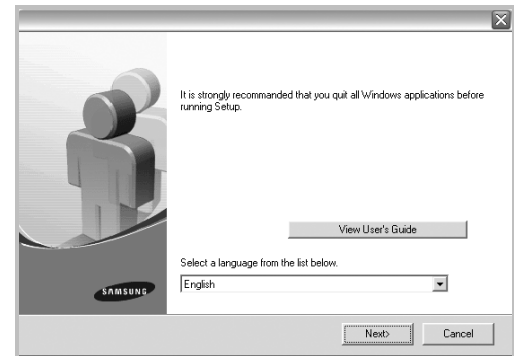 It is strongly recommanded that you quit all Windows applications before
running Setup.
View User's Guide
Select a language from the list below.
English
SAMSUNG
Next>
Cancel